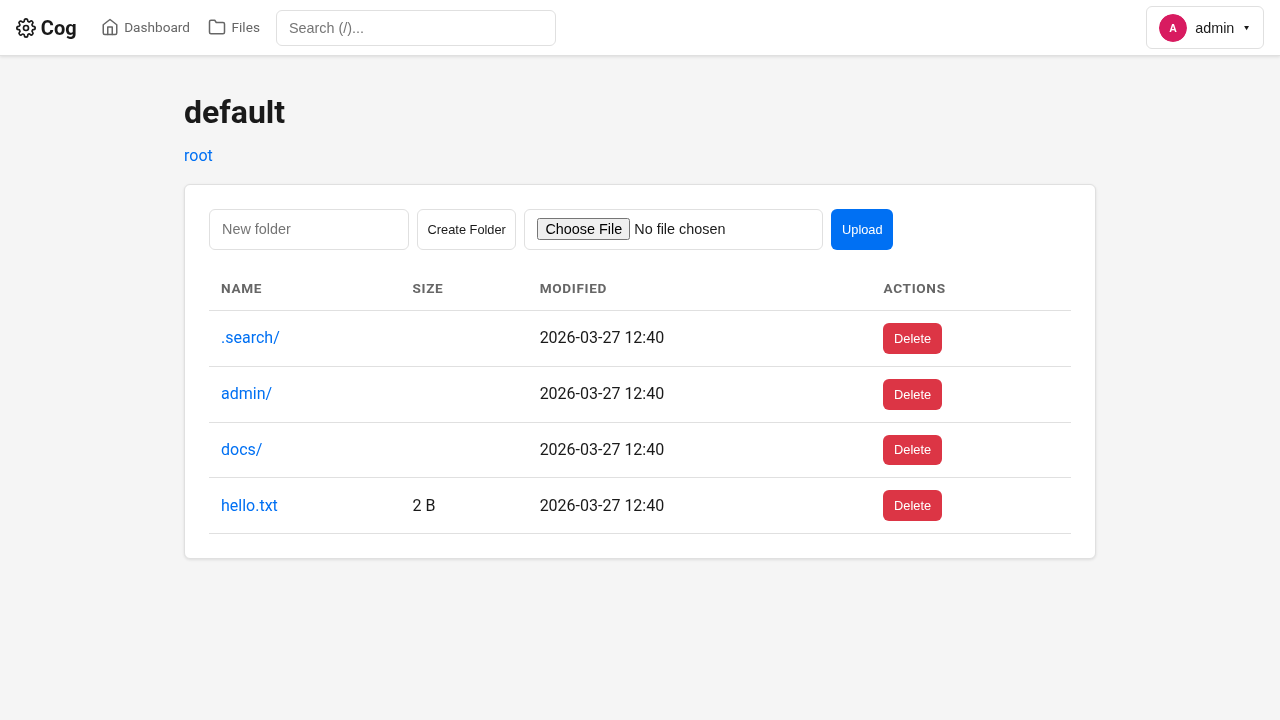 Cog Dashboard Files Search (/)... A admin
default
root
New folder Create Folder Choose File No file chosen Upload
NAME SIZE MODIFIED ACTIONS
.search/ 2026-03-27 12:40 Delete
admin/ 2026-03-27 12:40 Delete
docs/ 2026-03-27 12:40 Delete
hello.txt 2 B 2026-03-27 12:40 Delete